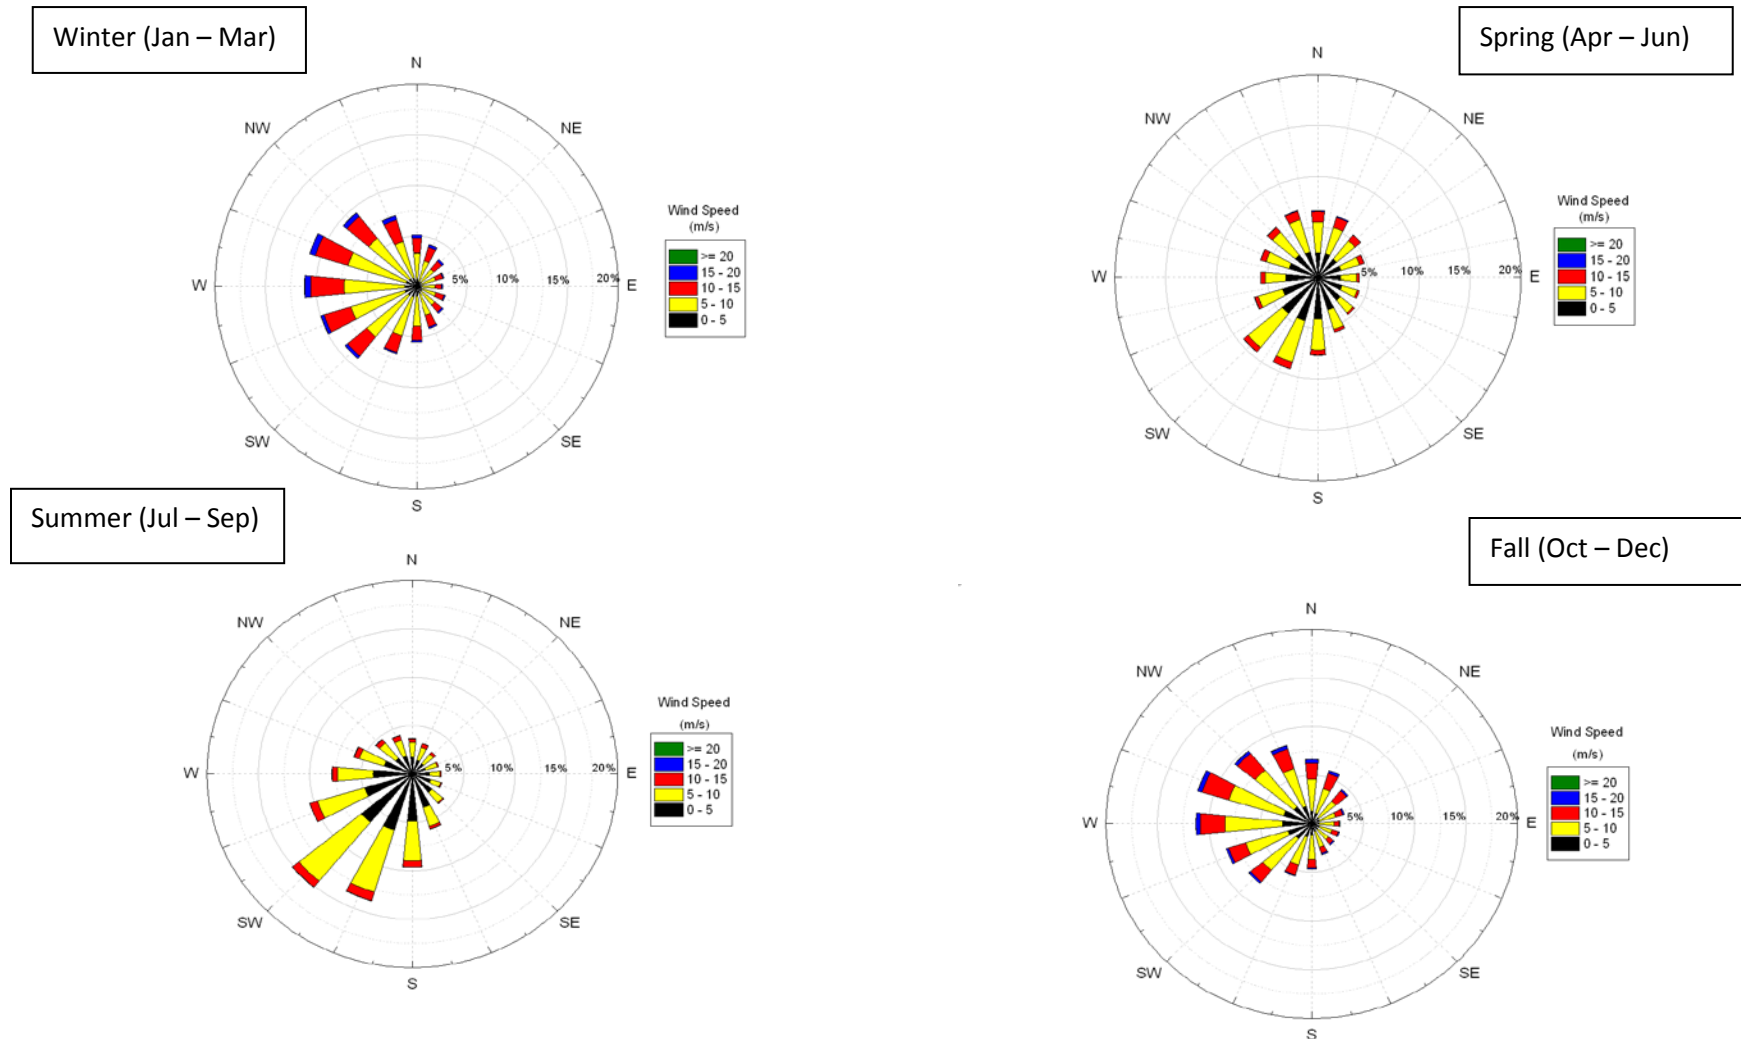 Winter (Jan – Mar)
N
NW
NE
W
5%
10%
15%
20%
E
SW
SE
S
Wind Speed
(m/s)
>= 20
15 - 20
10 - 15
5 - 10
0 - 5
Spring (Apr – Jun)
N
NW
NE
W
5%
10%
15%
20%
E
SW
SE
S
Wind Speed
(m/s)
>= 20
15 - 20
10 - 15
5 - 10
0 - 5
Summer (Jul – Sep)
N
NW
NE
W
5%
10%
15%
20%
E
SW
SE
S
Wind Speed
(m/s)
>= 20
15 - 20
10 - 15
5 - 10
0 - 5
Fall (Oct – Dec)
N
NW
NE
W
5%
10%
15%
20%
E
SW
SE
S
Wind Speed
(m/s)
>= 20
15 - 20
10 - 15
5 - 10
0 - 5